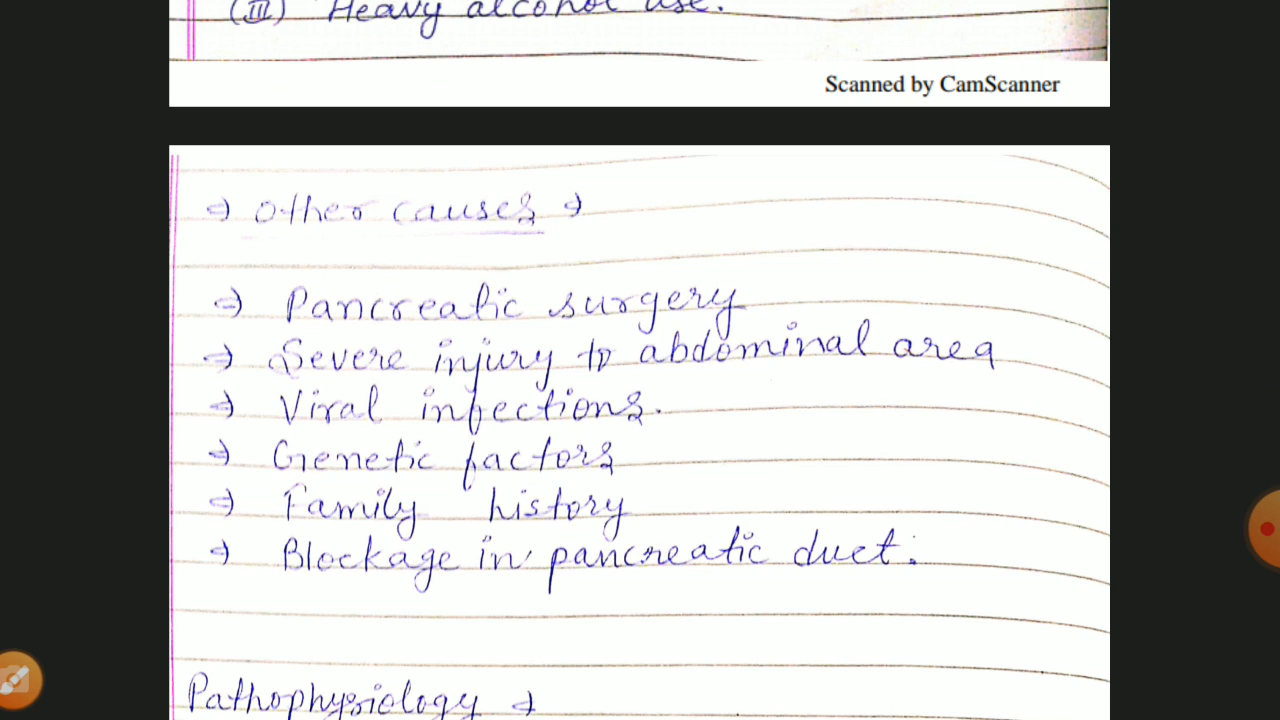 (III) Heavy alcohol use.
Scanned by CamScanner
⇒ Other causes →
⇒ Pancreatic surgery
⇒ Severe injury to abdominal area
⇒ Viral infections.
⇒ Genetic factors
⇒ Family history
⇒ Blockage in pancreatic duct.
Pathophysiology →